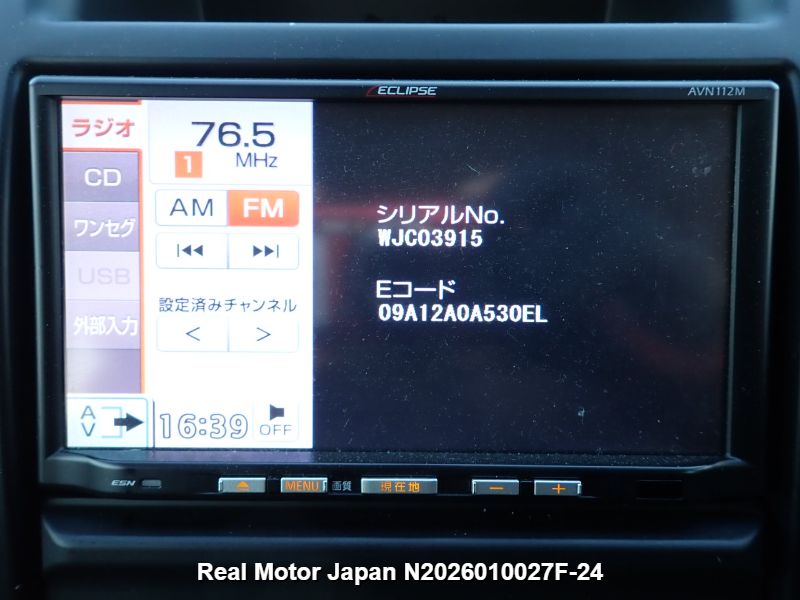 ECLIPSE
AVN112M
ラジオ
CD
ワンセグ
USB
外部入力
76.5
1 MHz
AM FM
設定済みチャンネル
< >
A
V
16:39
OFF
シリアルNo.
WJC03915
Eコード
09A12A0A530EL
ESN
MENU 画質 現在地 − +
Real Motor Japan N2026010027F-24